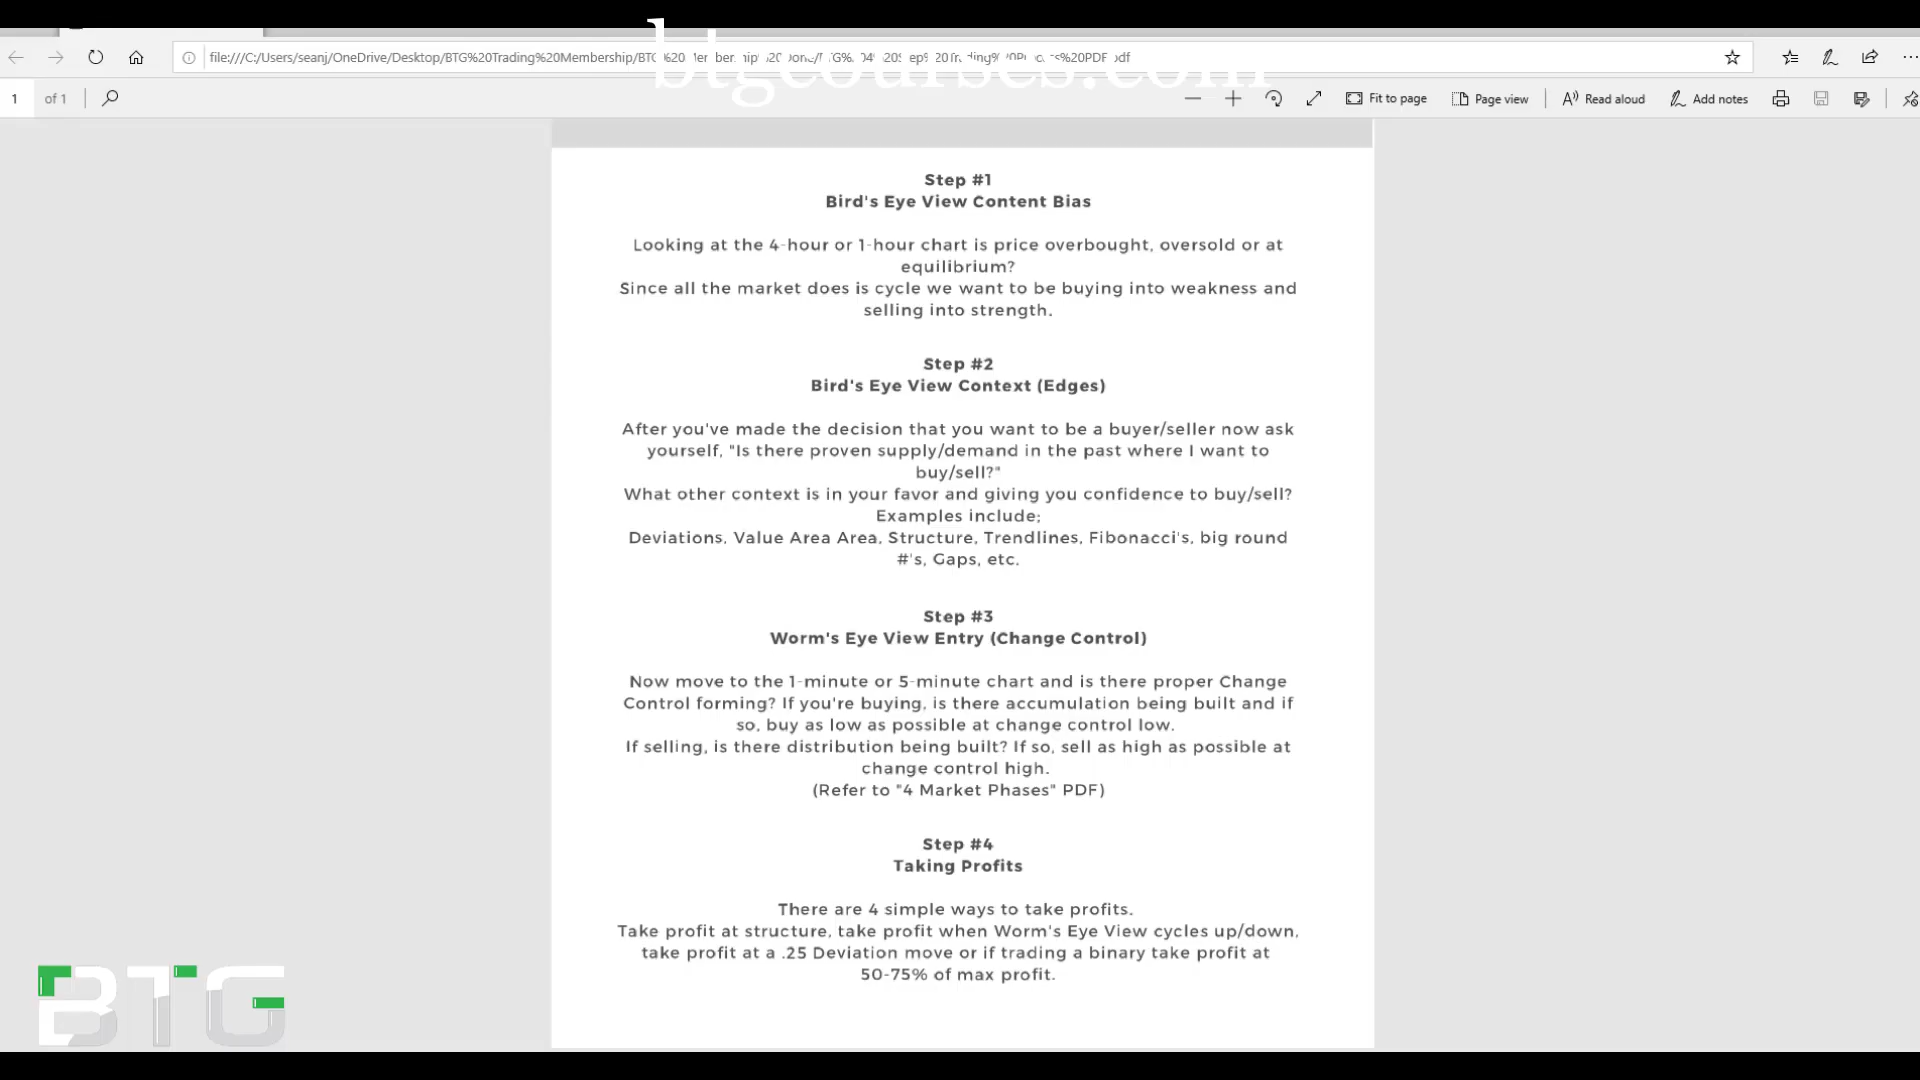 btgcourses.com
file:///C:/Users/seanj/OneDrive/Desktop/BTG%20Trading%20Membership/BTG%20
1 of 1
Fit to page
Page view
Read aloud
Add notes
Step #1
Bird's Eye View Content Bias
Looking at the 4-hour or 1-hour chart is price overbought, oversold or at
equilibrium?
Since all the market does is cycle we want to be buying into weakness and
selling into strength.
Step #2
Bird's Eye View Context (Edges)
After you've made the decision that you want to be a buyer/seller now ask
yourself, "Is there proven supply/demand in the past where I want to
buy/sell?"
What other context is in your favor and giving you confidence to buy/sell?
Examples include;
Deviations, Value Area Area, Structure, Trendlines, Fibonacci's, big round
#'s, Gaps, etc.
Step #3
Worm's Eye View Entry (Change Control)
Now move to the 1-minute or 5-minute chart and is there proper Change
Control forming? If you're buying, is there accumulation being built and if
so, buy as low as possible at change control low.
If selling, is there distribution being built? If so, sell as high as possible at
change control high.
(Refer to "4 Market Phases" PDF)
Step #4
Taking Profits
There are 4 simple ways to take profits.
Take profit at structure, take profit when Worm's Eye View cycles up/down,
take profit at a .25 Deviation move or if trading a binary take profit at
50-75% of max profit.
BTG